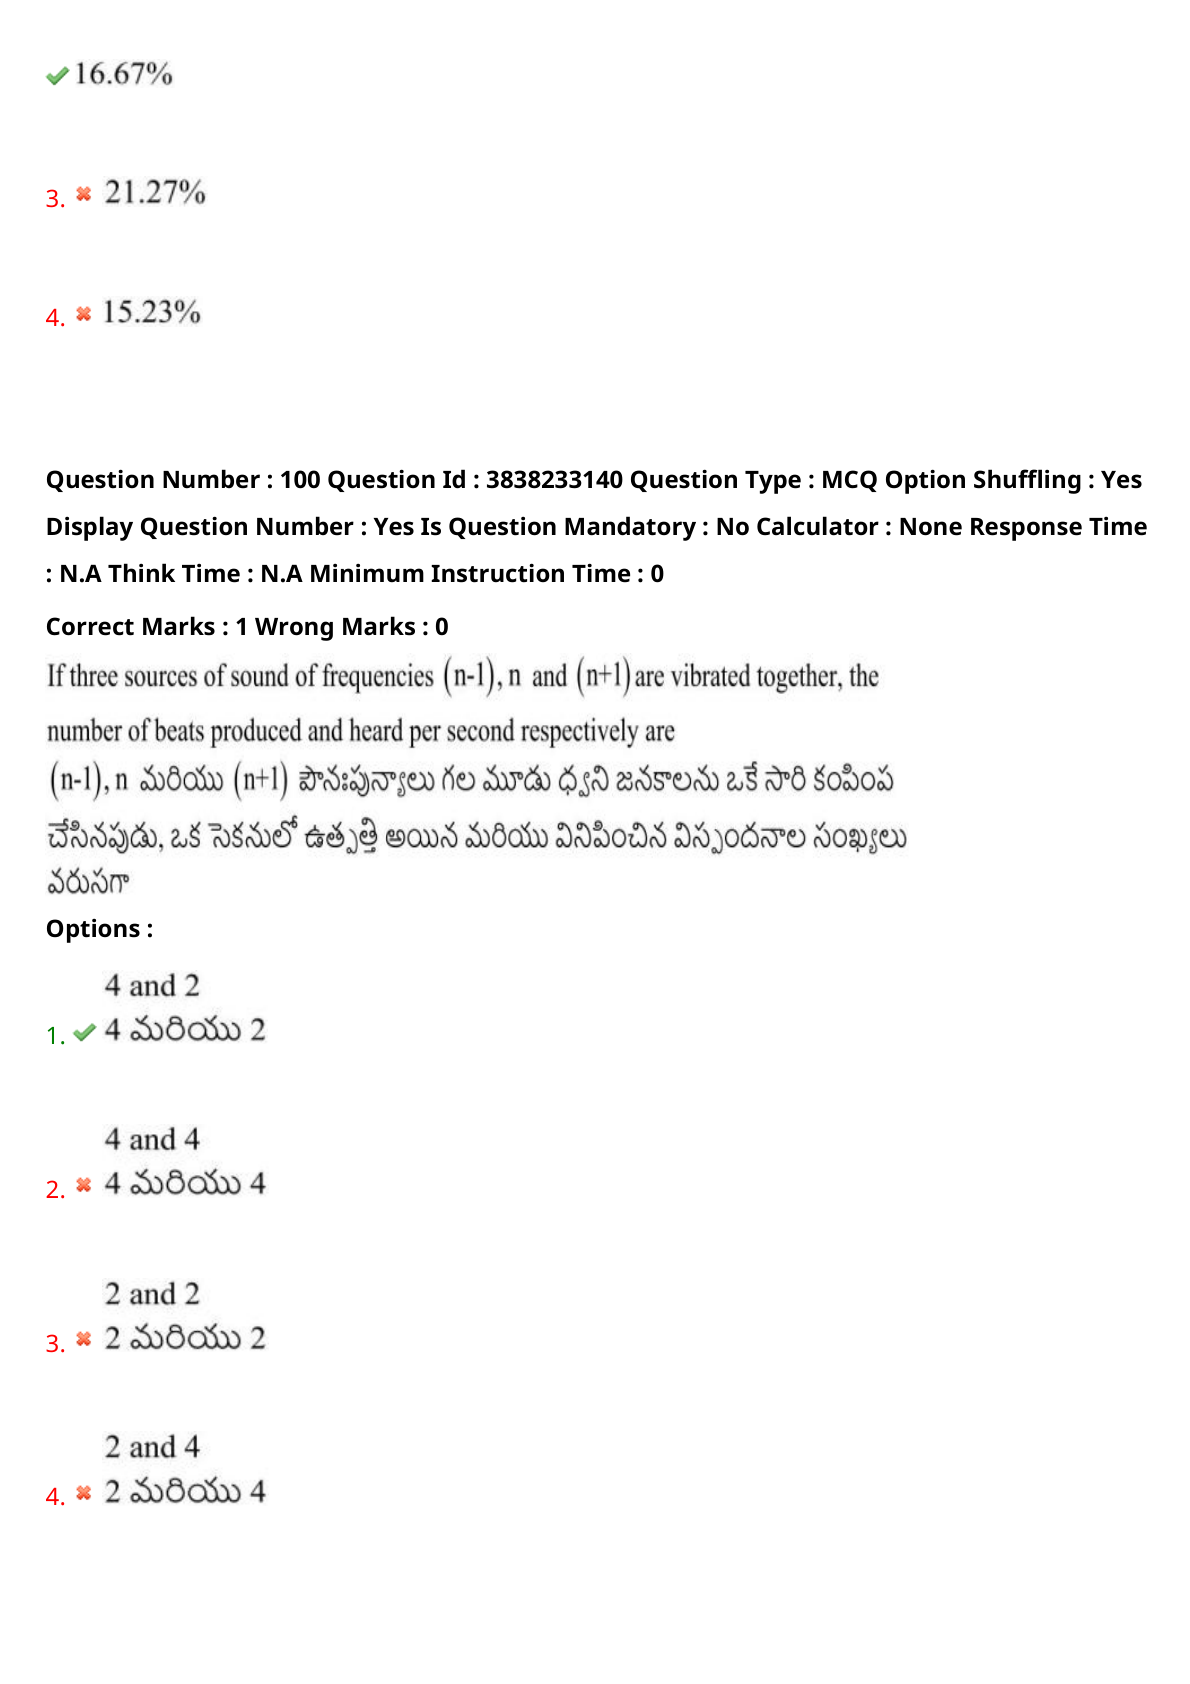 16.67%
3. 21.27%
4. 15.23%
Question Number : 100 Question Id : 3838233140 Question Type : MCQ Option Shuffling : Yes
Display Question Number : Yes Is Question Mandatory : No Calculator : None Response Time
: N.A Think Time : N.A Minimum Instruction Time : 0
Correct Marks : 1 Wrong Marks : 0
If three sources of sound of frequencies (n-1), n and (n+1) are vibrated together, the
number of beats produced and heard per second respectively are
(n-1), n మరియు (n+1) పౌనఃపున్యాలు గల మూడు ధ్వని జనకాలను ఒకే సారి కంపింప
చేసినపుడు, ఒక సెకనులో ఉత్పత్తి అయిన మరియు వినిపించిన విస్పందనాల సంఖ్యలు
వరుసగా
Options :
4 and 2
1. 4 మరియు 2
4 and 4
2. 4 మరియు 4
2 and 2
3. 2 మరియు 2
2 and 4
4. 2 మరియు 4